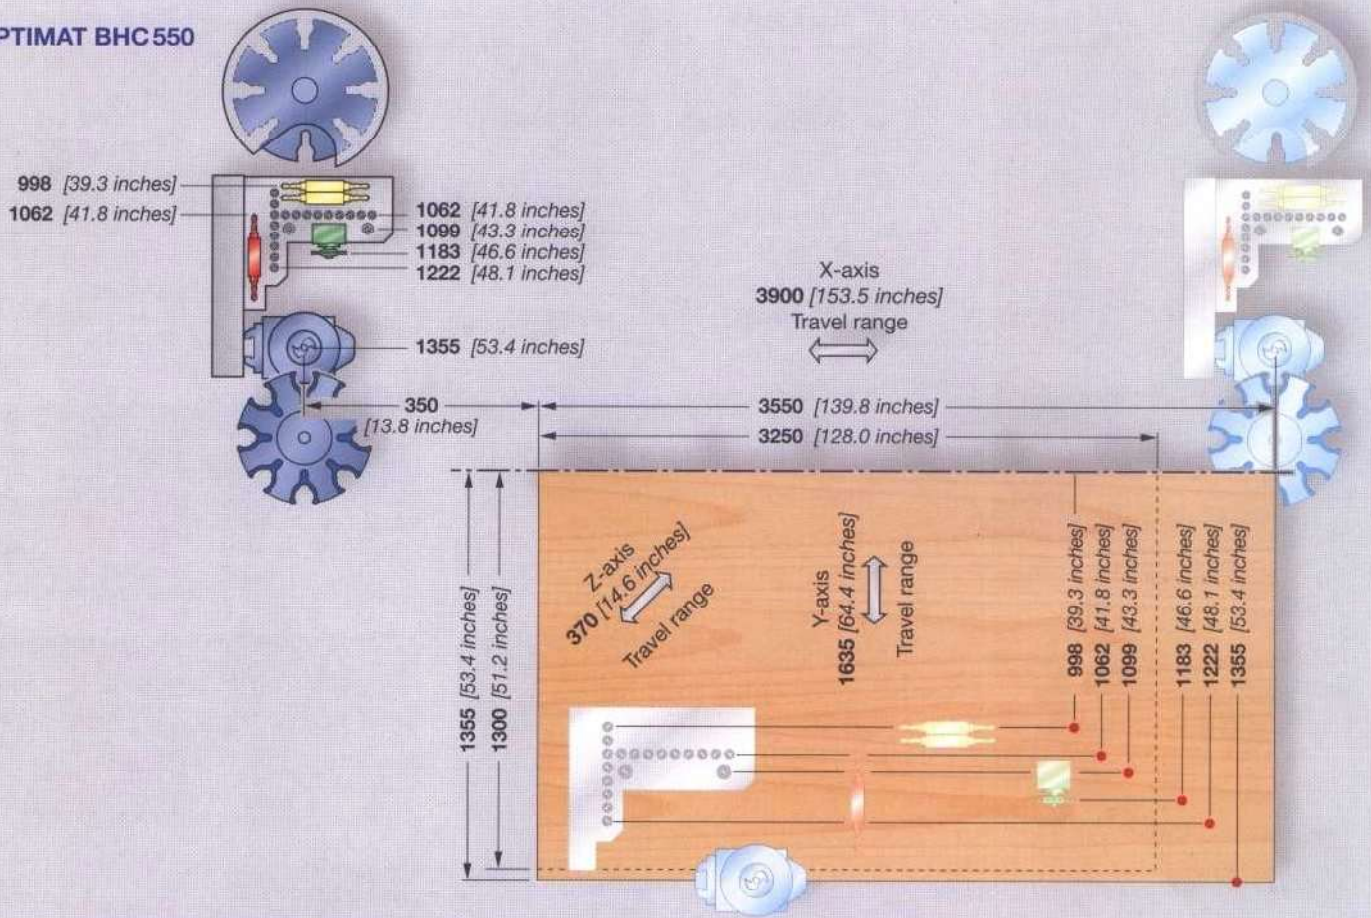 PTIMAT BHC 550
998 [39.3 inches]
1062 [41.8 inches]
1062 [41.8 inches]
1099 [43.3 inches]
1183 [46.6 inches]
1222 [48.1 inches]
1355 [53.4 inches]
X-axis
3900 [153.5 inches]
Travel range
350
[13.8 inches]
3550 [139.8 inches]
3250 [128.0 inches]
1355 [53.4 inches]
1300 [51.2 inches]
Z-axis
370 [14.6 inches]
Travel range
Y-axis
1635 [64.4 inches]
Travel range
998 [39.3 inches]
1062 [41.8 inches]
1099 [43.3 inches]
1183 [46.6 inches]
1222 [48.1 inches]
1355 [53.4 inches]